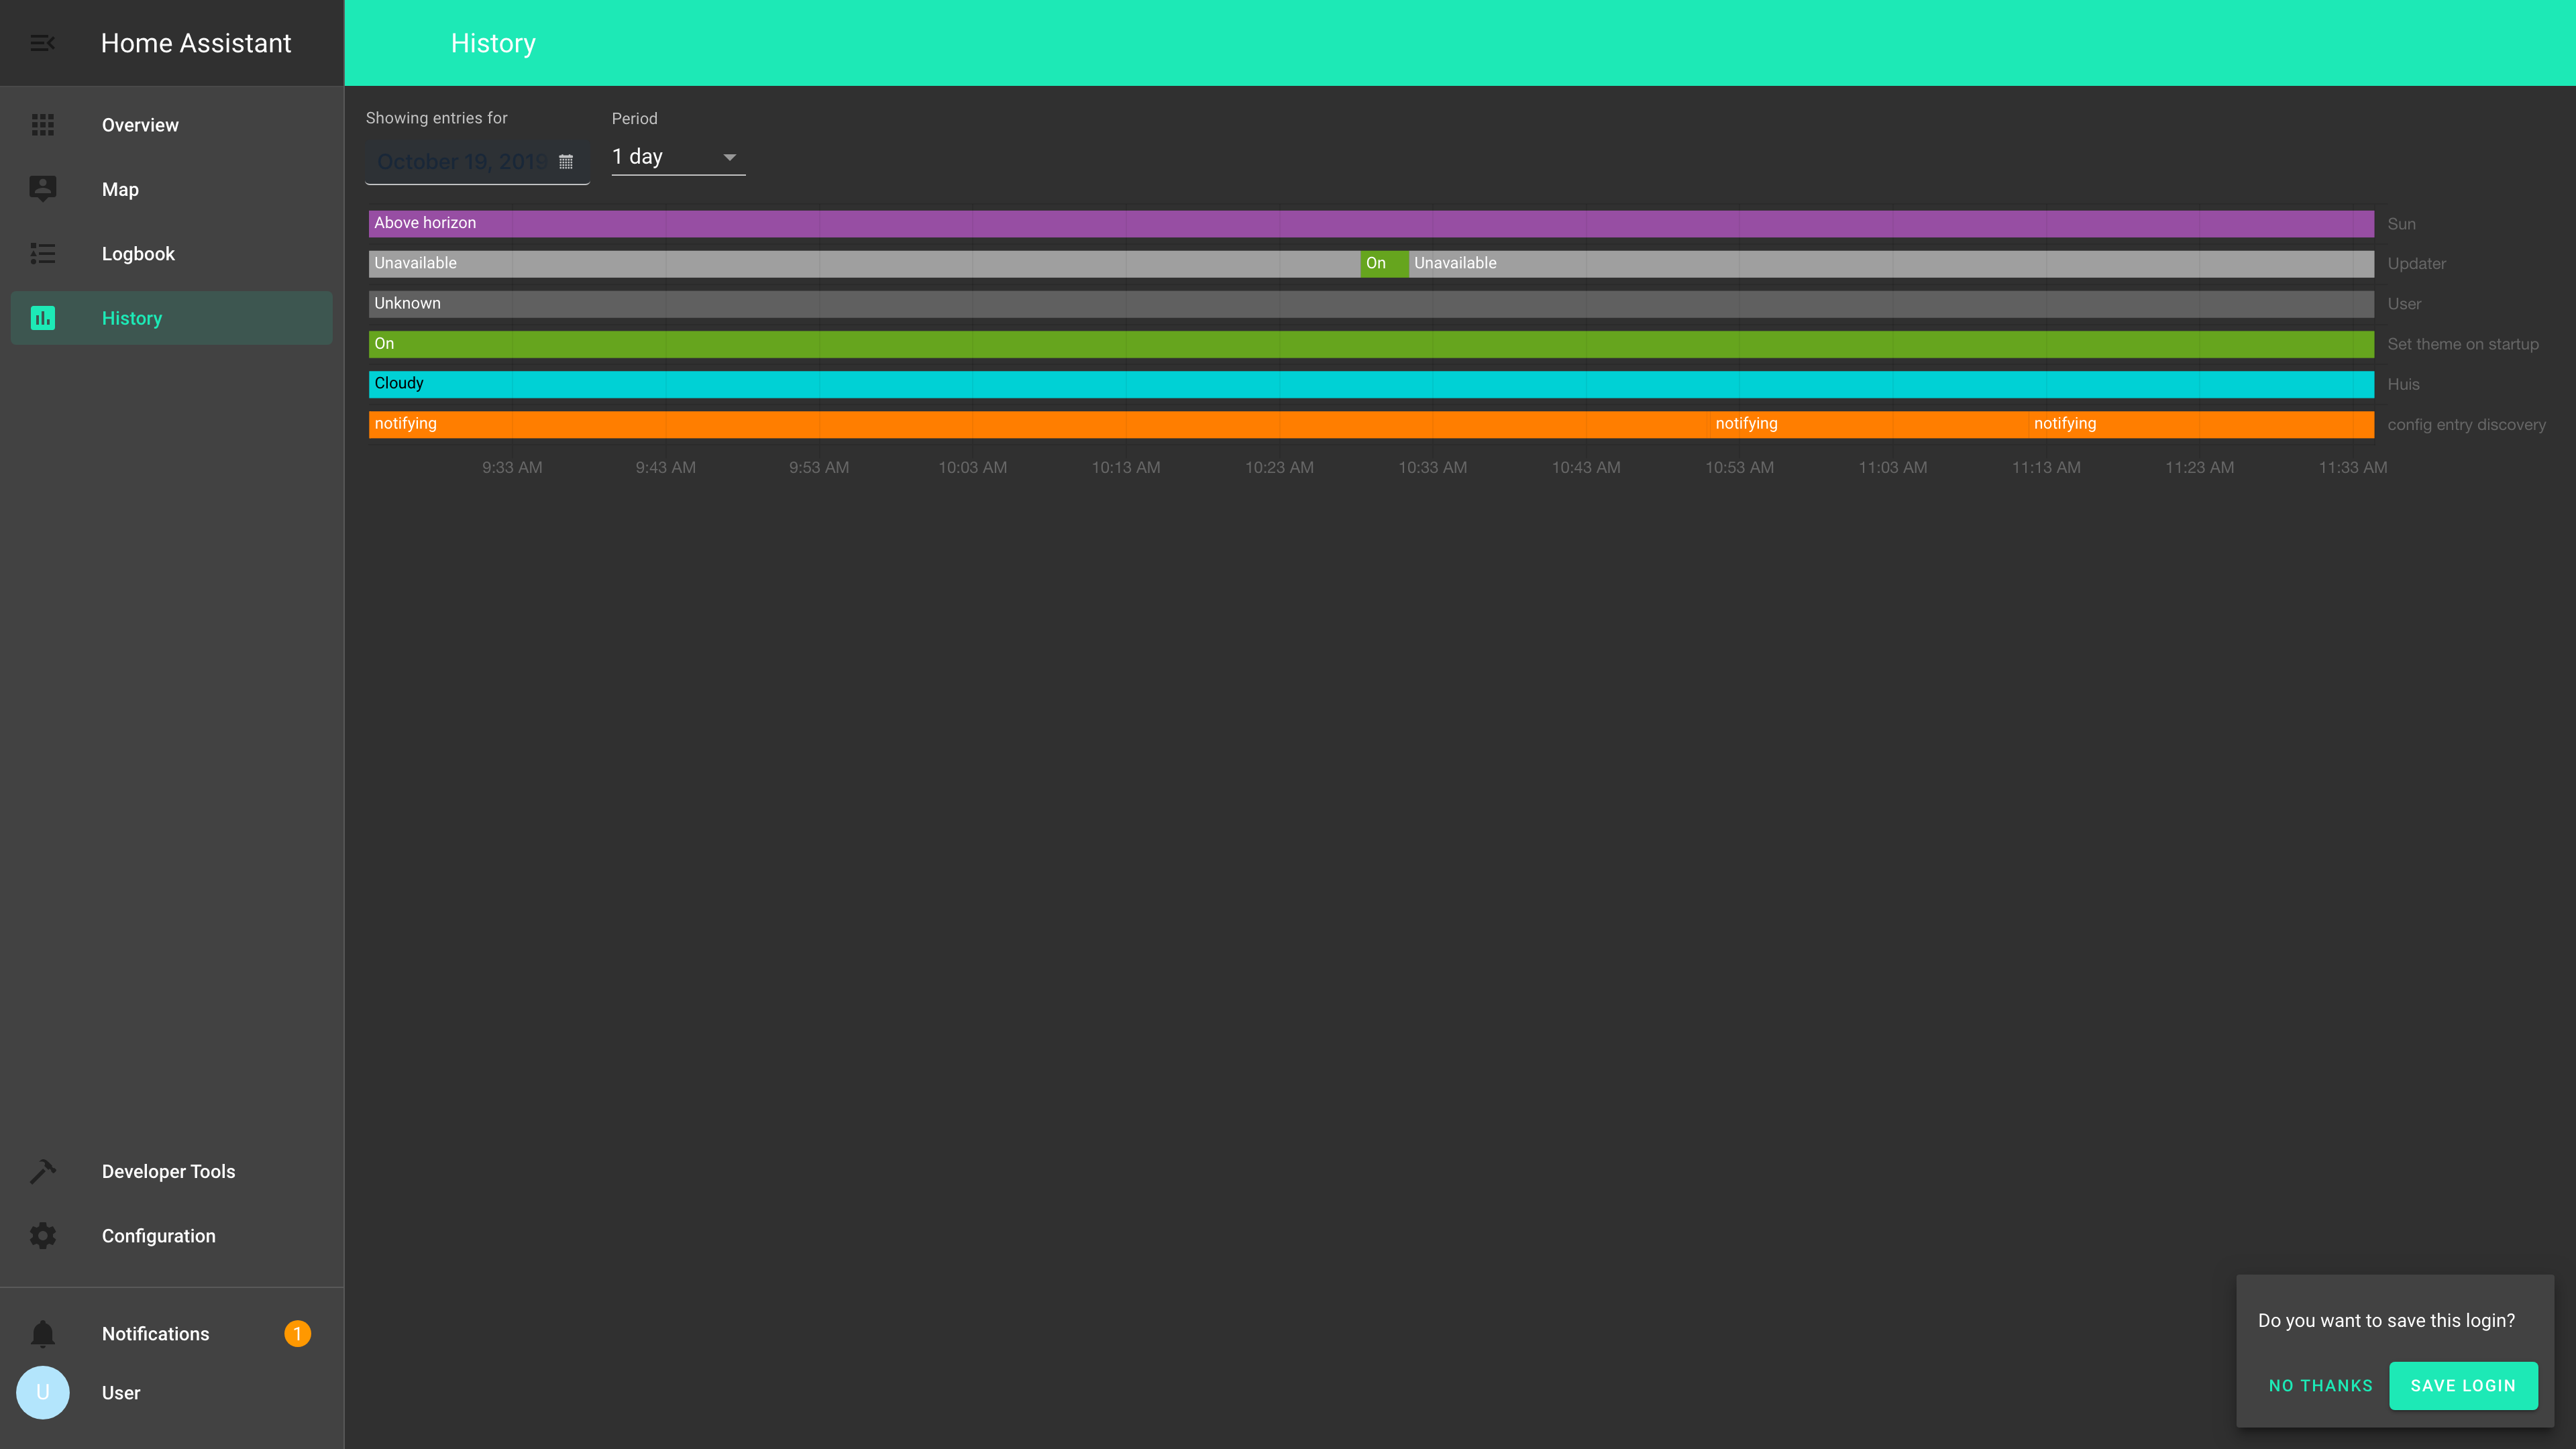 Home Assistant
History
Overview
Map
Logbook
History
Showing entries for
Period
October 19, 2019
1 day
Above horizon Sun
Unavailable On Unavailable Updater
Unknown User
On Set theme on startup
Cloudy Huis
notifying notifying notifying config entry discovery
9:33 AM 9:43 AM 9:53 AM 10:03 AM 10:13 AM 10:23 AM 10:33 AM 10:43 AM 10:53 AM 11:03 AM 11:13 AM 11:23 AM 11:33 AM
Developer Tools
Configuration
Notifications 1
U User
Do you want to save this login?
NO THANKS SAVE LOGIN